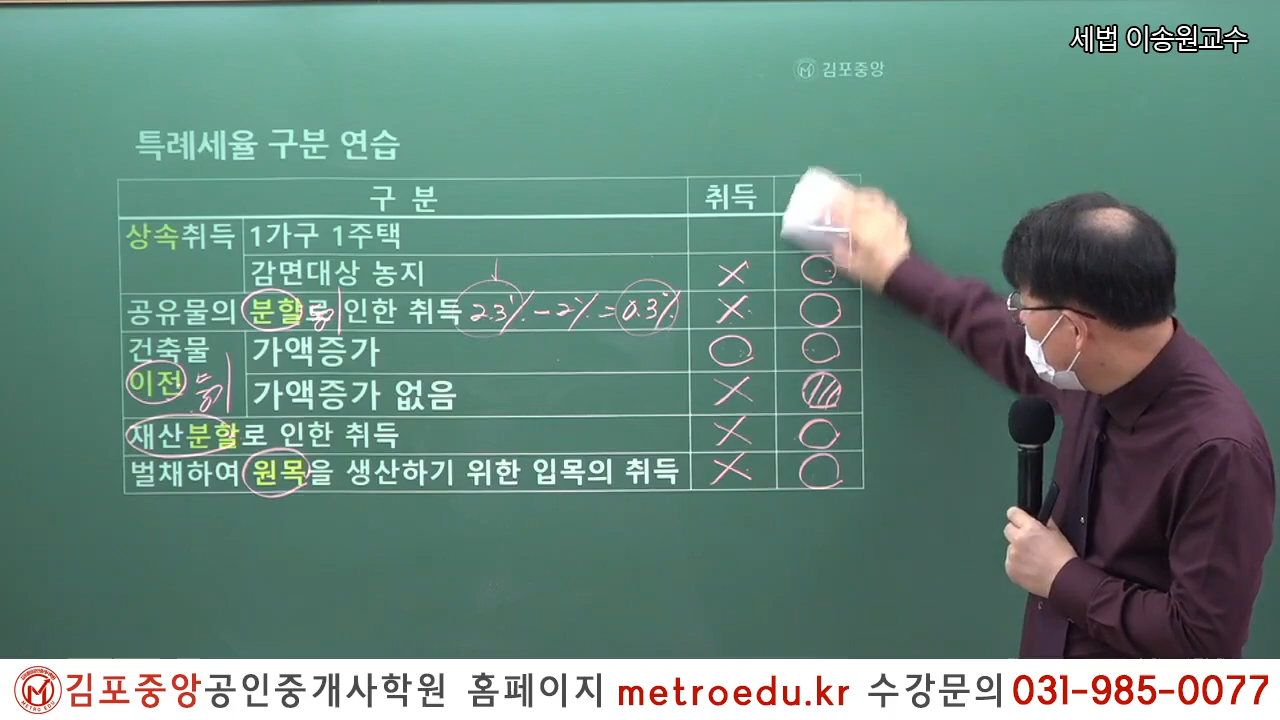 세법 이송원교수
김포중앙
특례세율 구분 연습
구 분 취득
상속취득 1가구 1주택
감면대상 농지 X O
공유물의 분할로 인한 취득 2.3% - 2% = 0.3% X O
건축물 가액증가 O O
이전 가액증가 없음 X O
재산분할로 인한 취득 X O
벌채하여 원목을 생산하기 위한 입목의 취득 X O
김포중앙공인중개사학원 홈페이지 metroedu.kr 수강문의 031-985-0077
METRO EDU